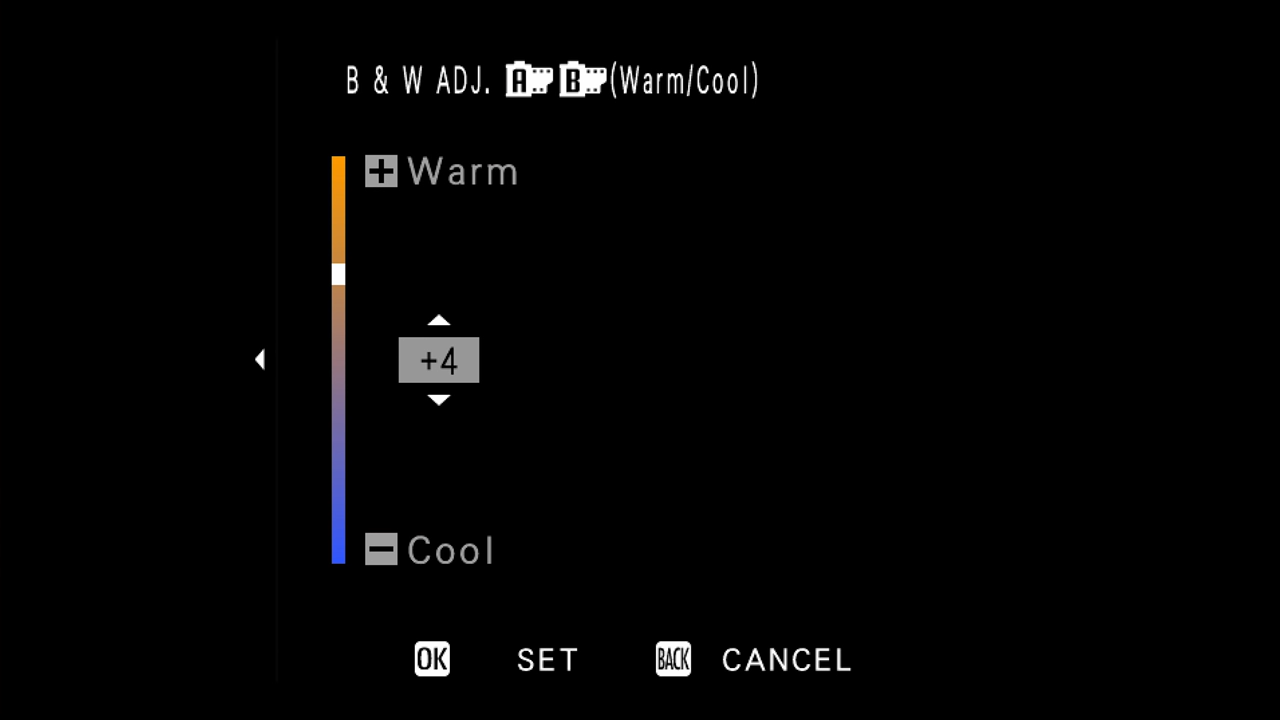 B & W ADJ. A B (Warm/Cool)
+ Warm
+4
− Cool
OK SET BACK CANCEL